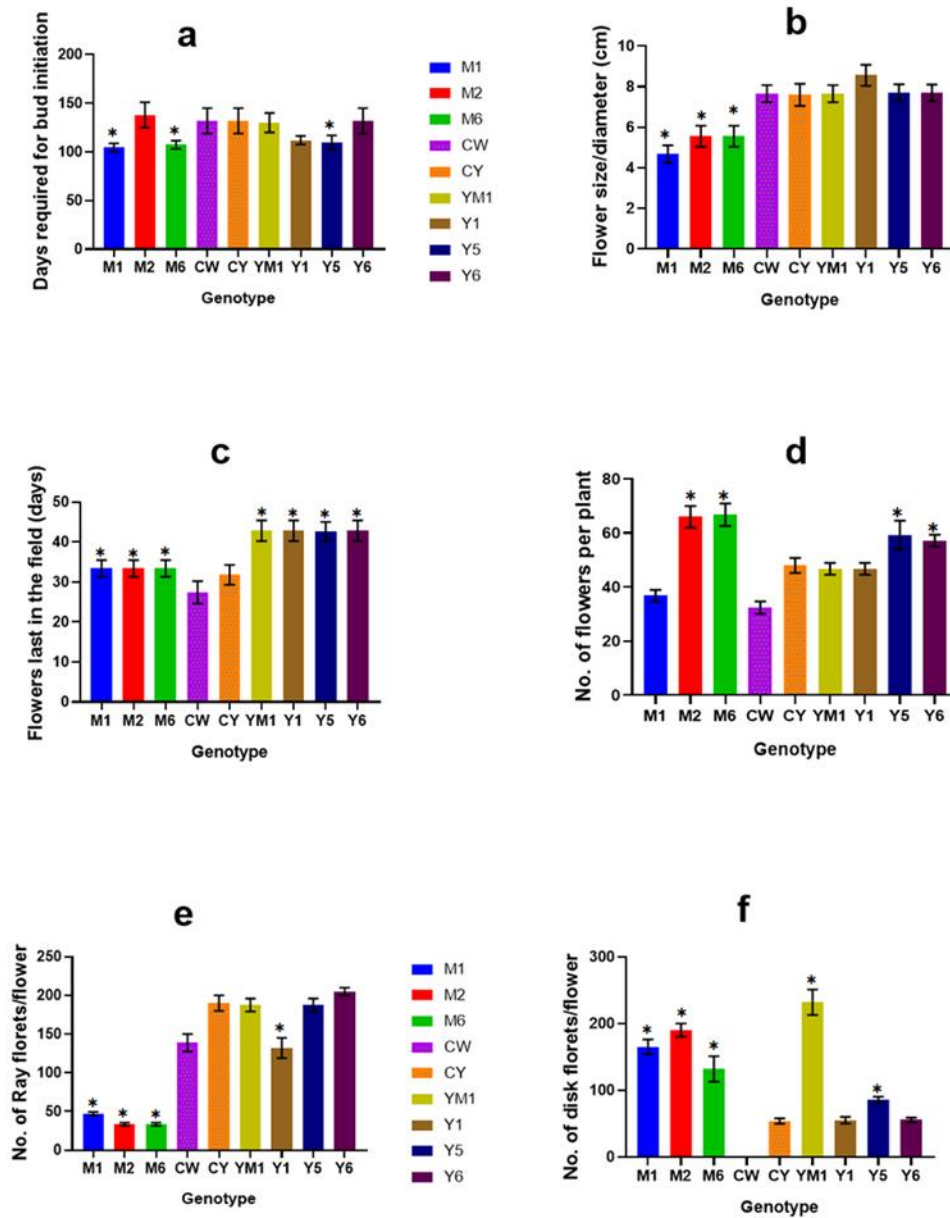 a
Days required for bud initiation
200
150
100
50
0
* * *
M1 M2 M6 CW CY YM1 Y1 Y5 Y6
Genotype
M1
M2
M6
CW
CY
YM1
Y1
Y5
Y6
b
Flower size/diameter (cm)
10
8
6
4
2
0
* * *
M1 M2 M6 CW CY YM1 Y1 Y5 Y6
Genotype
c
Flowers last in the field (days)
50
40
30
20
10
0
* * * * * * *
M1 M2 M6 CW CY YM1 Y1 Y5 Y6
Genotype
d
No. of flowers per plant
80
60
40
20
0
* * * *
M1 M2 M6 CW CY YM1 Y1 Y5 Y6
Genotype
e
No. of Ray florets/flower
250
200
150
100
50
0
* * * *
M1 M2 M6 CW CY YM1 Y1 Y5 Y6
Genotype
M1
M2
M6
CW
CY
YM1
Y1
Y5
Y6
f
No. of disk florets/flower
300
200
100
0
* * * * *
M1 M2 M6 CW CY YM1 Y1 Y5 Y6
Genotype